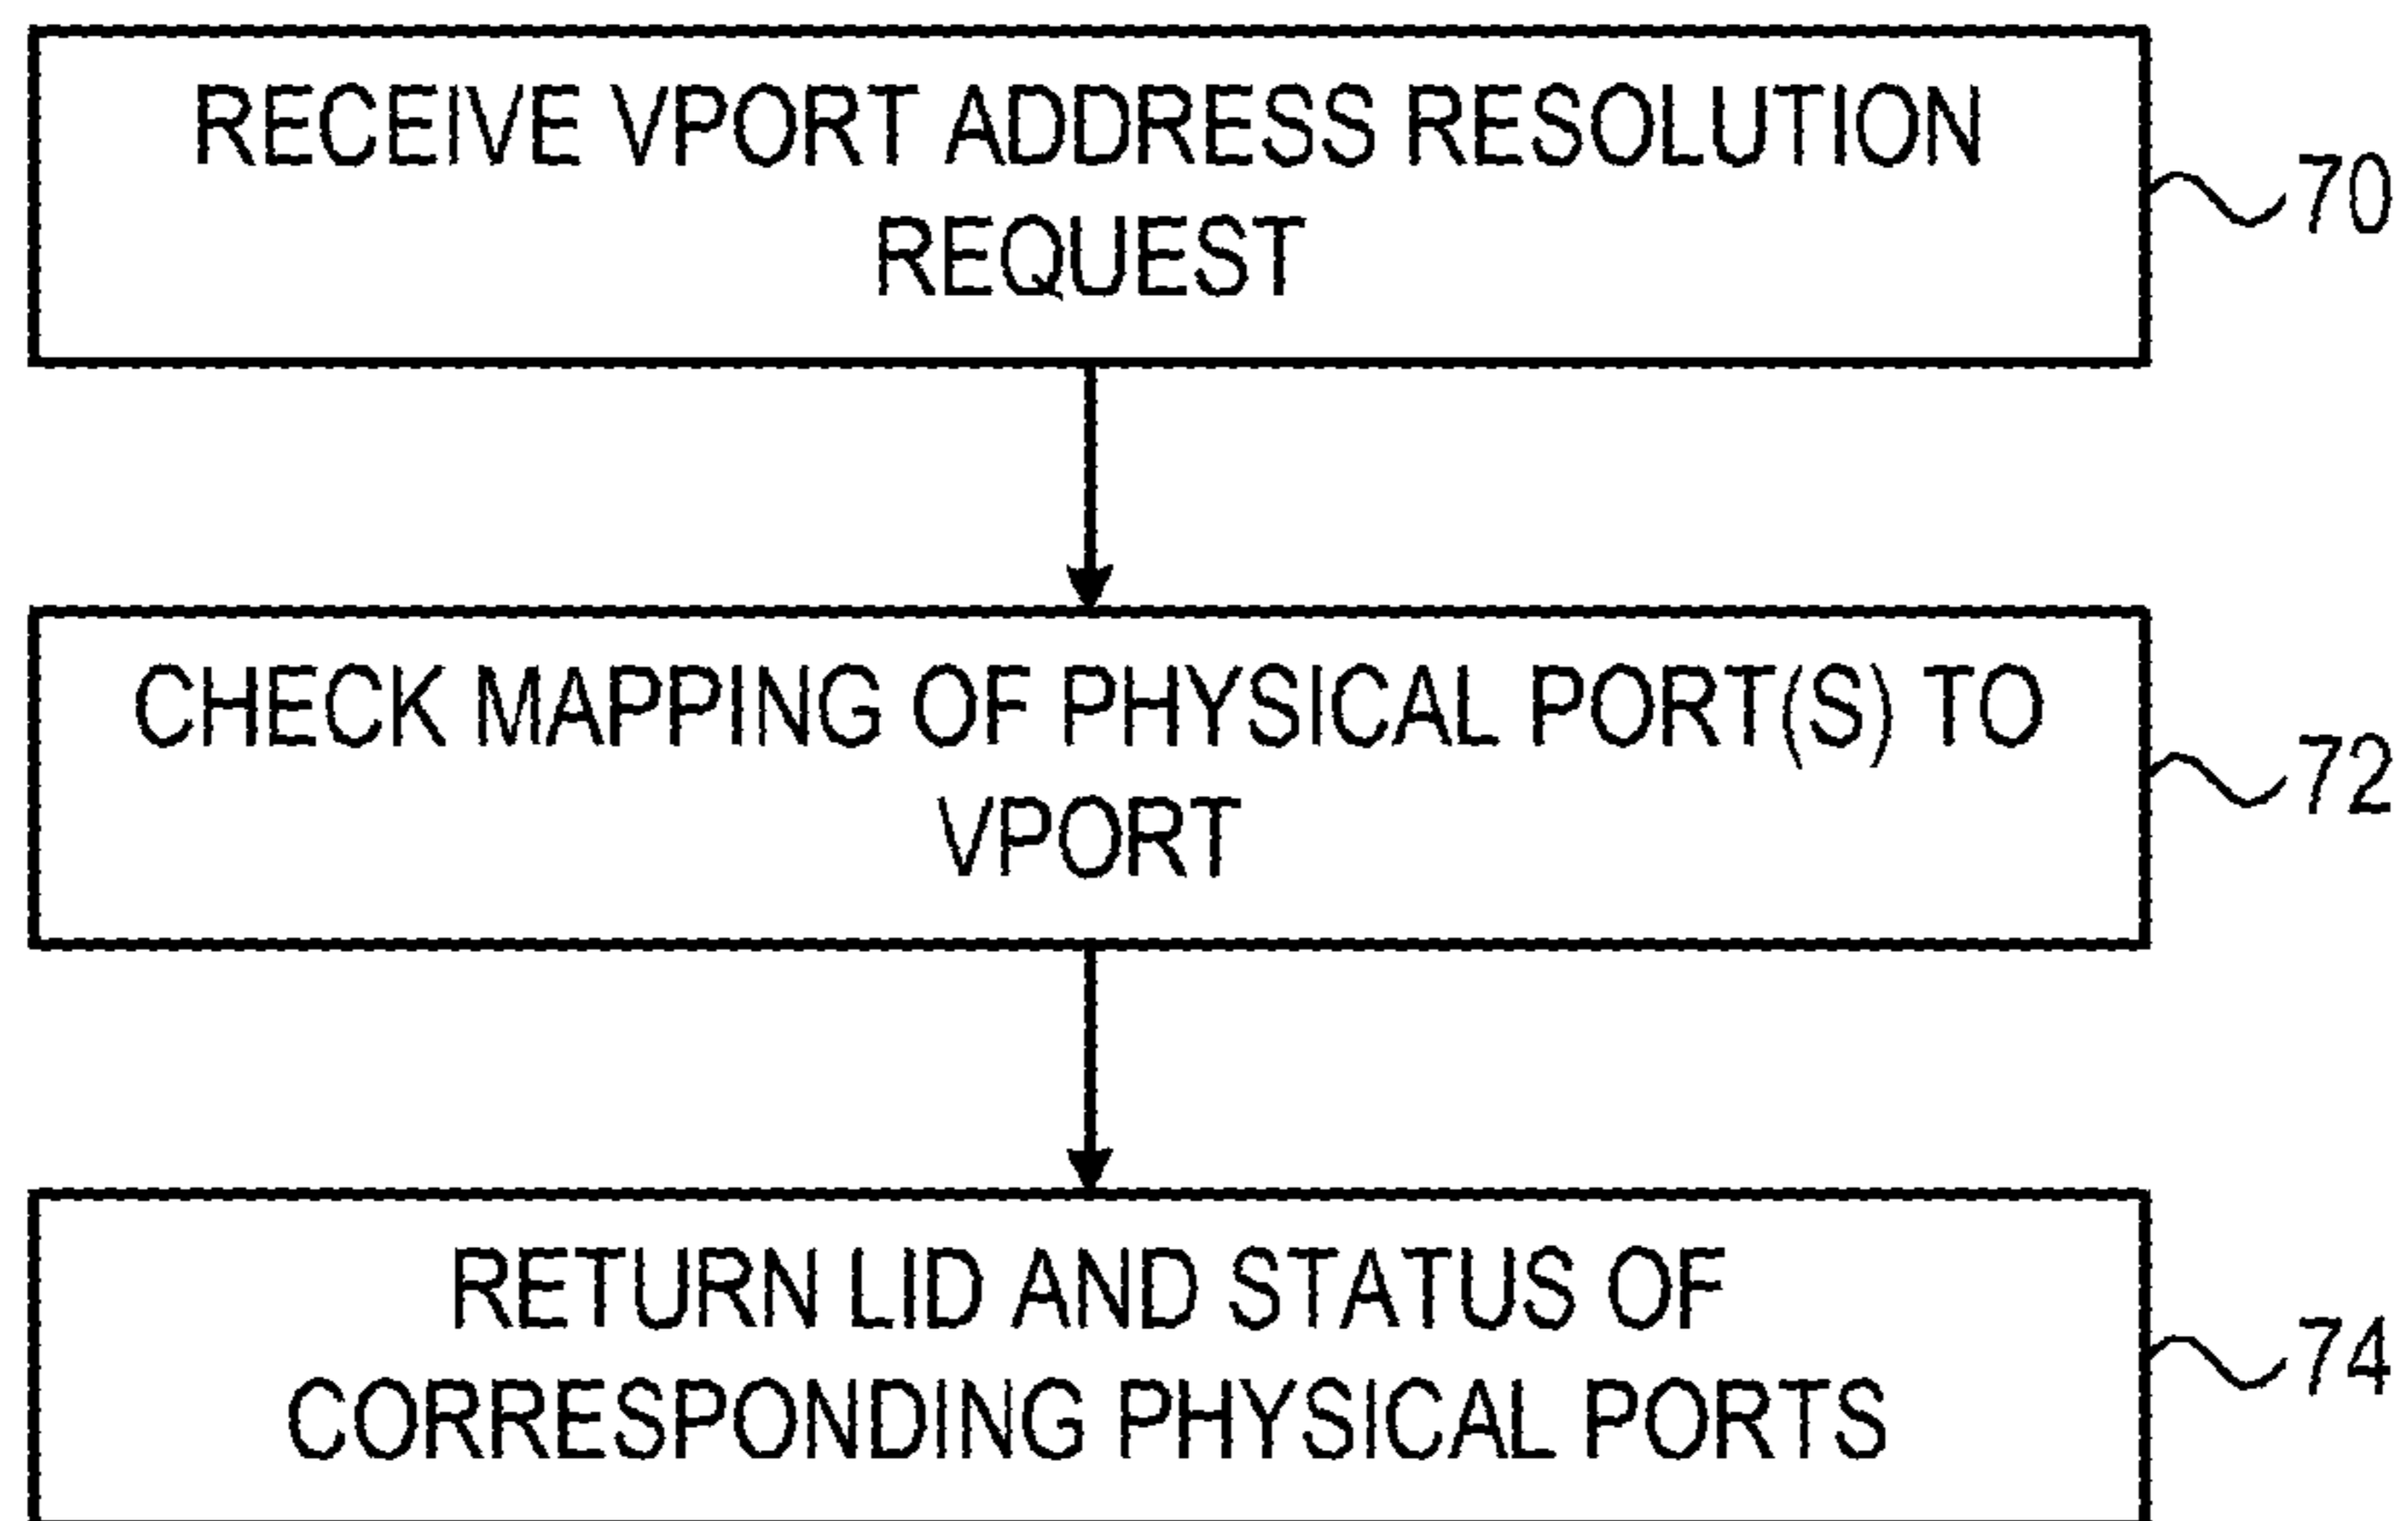 RECEIVE VPORT ADDRESS RESOLUTION
REQUEST
70
CHECK MAPPING OF PHYSICAL PORT(S) TO
VPORT
72
RETURN LID AND STATUS OF
CORRESPONDING PHYSICAL PORTS
74